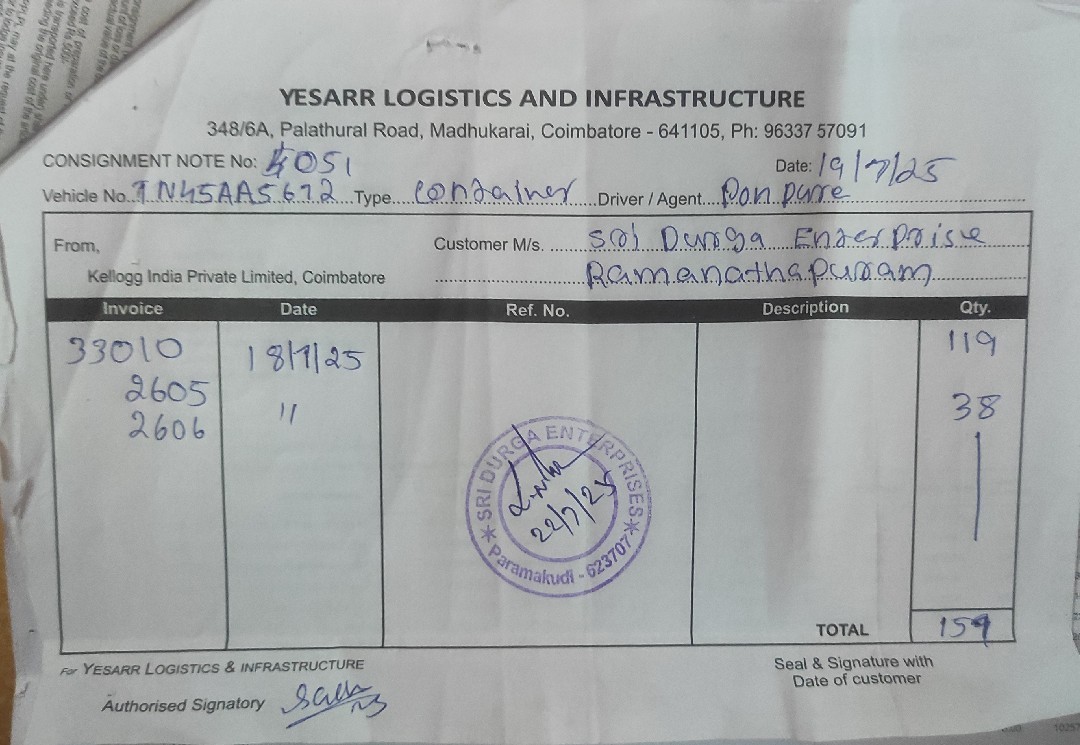 YESARR LOGISTICS AND INFRASTRUCTURE
348/6A, Palathural Road, Madhukarai, Coimbatore - 641105, Ph: 96337 57091
CONSIGNMENT NOTE No: 4051 Date: 19/7/25
Vehicle No. TN45AA5672 Type container Driver / Agent Pon pure
From, Customer M/s. Sri Durga Enterprise
Kellogg India Private Limited, Coimbatore Ramanathapuram
Invoice Date Ref. No. Description Qty.
33010 18/7/25 119
2605
2606 " 38
SRI DURGA ENTERPRISES
22/7/25
Paramakudi - 623707
TOTAL
For YESARR LOGISTICS & INFRASTRUCTURE
Authorised Signatory
Seal & Signature with
Date of customer